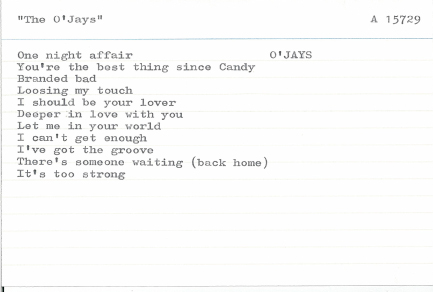 "The O'Jays" A 15729
One night affair O'JAYS
You're the best thing since Candy
Branded bad
Loosing my touch
I should be your lover
Deeper in love with you
Let me in your world
I can't get enough
I've got the groove
There's someone waiting (back home)
It's too strong